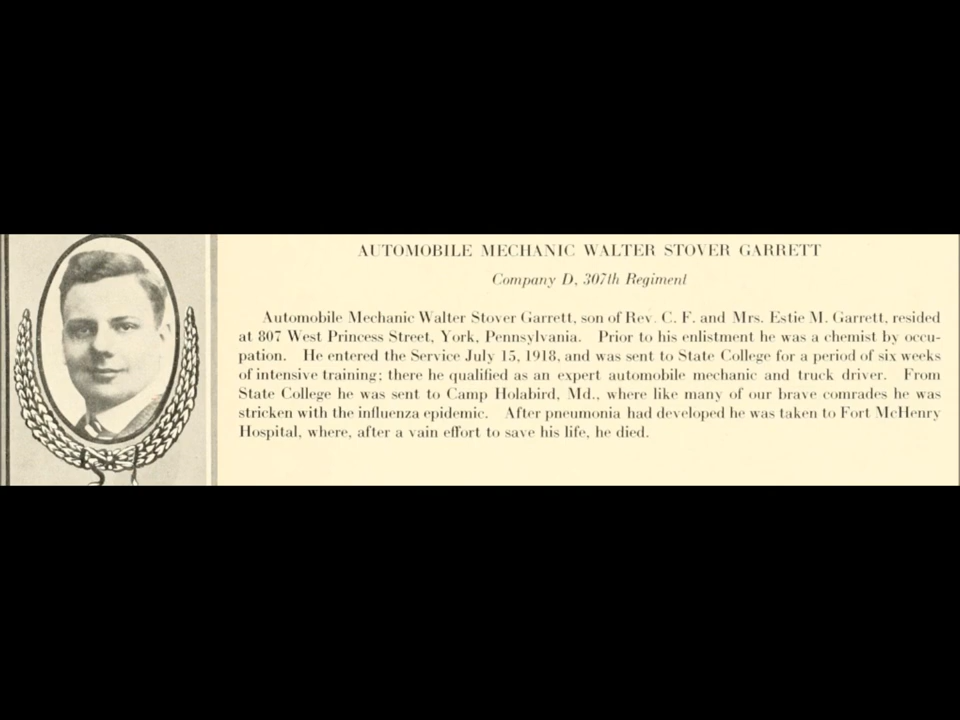 AUTOMOBILE MECHANIC WALTER STOVER GARRETT
Company D, 307th Regiment
Automobile Mechanic Walter Stover Garrett, son of Rev. C. F. and Mrs. Estie M. Garrett, resided
at 807 West Princess Street, York, Pennsylvania. Prior to his enlistment he was a chemist by occu-
pation. He entered the Service July 15, 1918, and was sent to State College for a period of six weeks
of intensive training; there he qualified as an expert automobile mechanic and truck driver. From
State College he was sent to Camp Holabird, Md., where like many of our brave comrades he was
stricken with the influenza epidemic. After pneumonia had developed he was taken to Fort McHenry
Hospital, where, after a vain effort to save his life, he died.